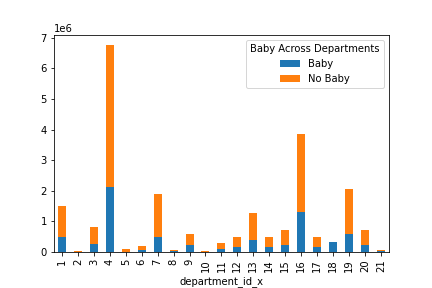 1e6
7
6
5
4
3
2
1
0
Baby Across Departments
Baby
No Baby
1 2 3 4 5 6 7 8 9 10 11 12 13 14 15 16 17 18 19 20 21
department_id_x